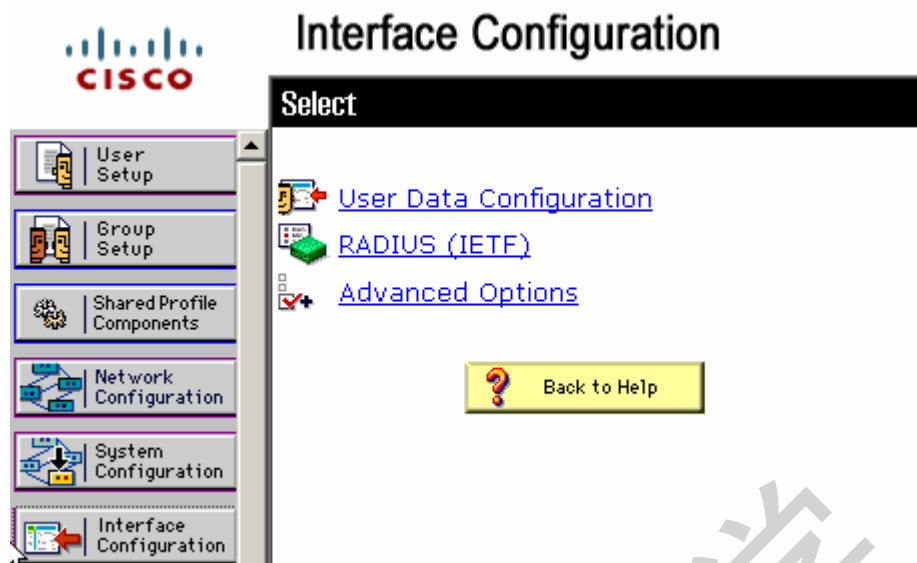 CISCO
Interface Configuration
Select
User
Setup
Group
Setup
Shared Profile
Components
Network
Configuration
System
Configuration
Interface
Configuration
User Data Configuration
RADIUS (IETF)
Advanced Options
? Back to Help